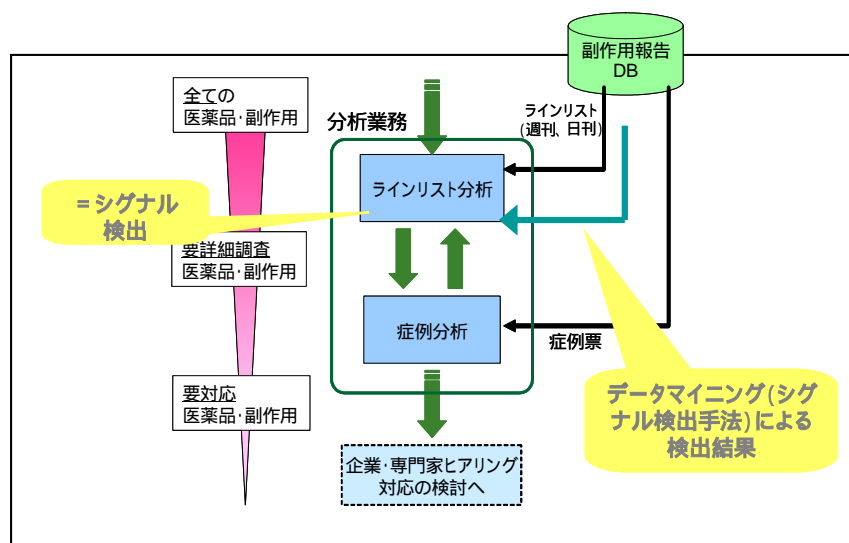 副作用報告
DB
全ての
医薬品・副作用
分析業務
ラインリスト
(週刊、日刊)
ラインリスト分析
=シグナル
検出
要詳細調査
医薬品・副作用
症例分析
症例票
要対応
医薬品・副作用
データマイニング(シグ
ナル検出手法)による
検出結果
企業・専門家ヒアリング
対応の検討へ